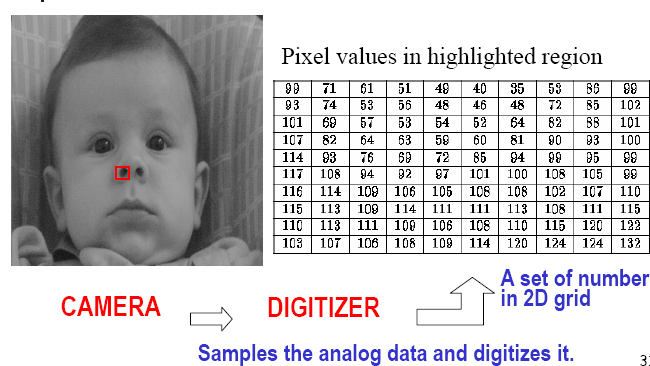 Pixel values in highlighted region
99 71 61 51 49 40 35 53 86 99
93 74 53 56 48 46 48 72 85 102
101 69 57 53 54 52 64 82 88 101
107 82 64 63 59 60 81 90 93 100
114 93 76 69 72 85 94 99 95 99
117 108 94 92 97 101 100 108 105 99
116 114 109 106 105 108 108 102 107 110
115 113 109 114 111 111 113 108 111 115
110 113 111 109 106 108 110 115 120 122
103 107 106 108 109 114 120 124 124 132
A set of number
in 2D grid
CAMERA DIGITIZER
Samples the analog data and digitizes it.